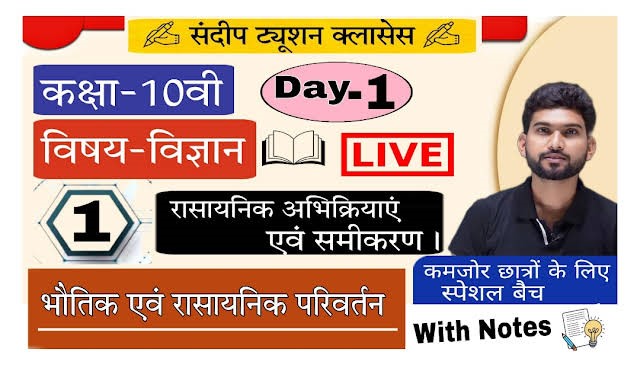 संदीप ट्यूशन क्लासेस
कक्षा-10वी
Day-1
विषय-विज्ञान
LIVE
1
रासायनिक अभिक्रियाएं
एवं समीकरण।
कमजोर छात्रों के लिए
स्पेशल बैच
भौतिक एवं रासायनिक परिवर्तन
With Notes